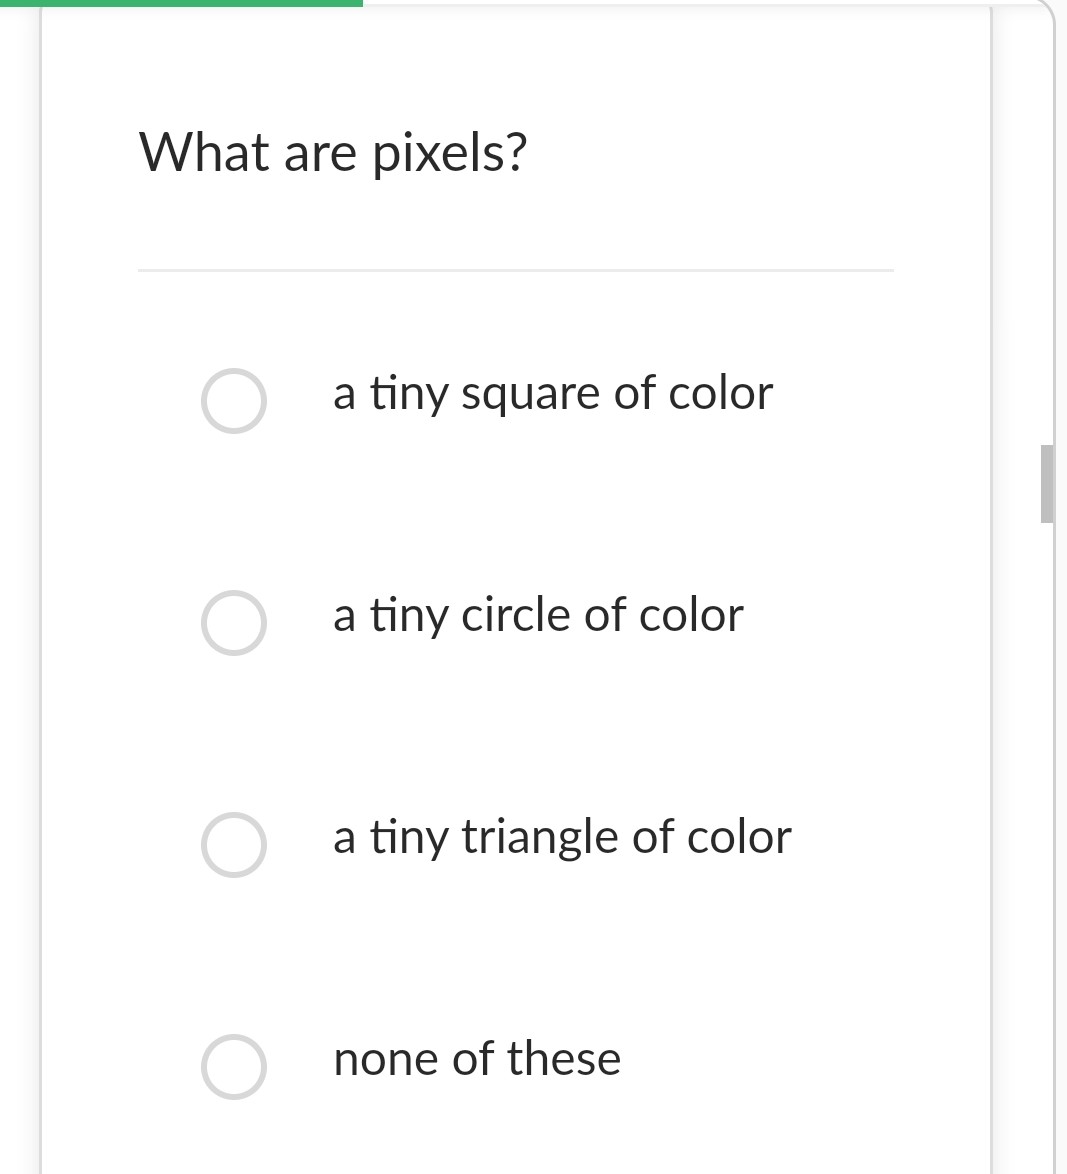 What are pixels?
a tiny square of color
a tiny circle of color
a tiny triangle of color
none of these